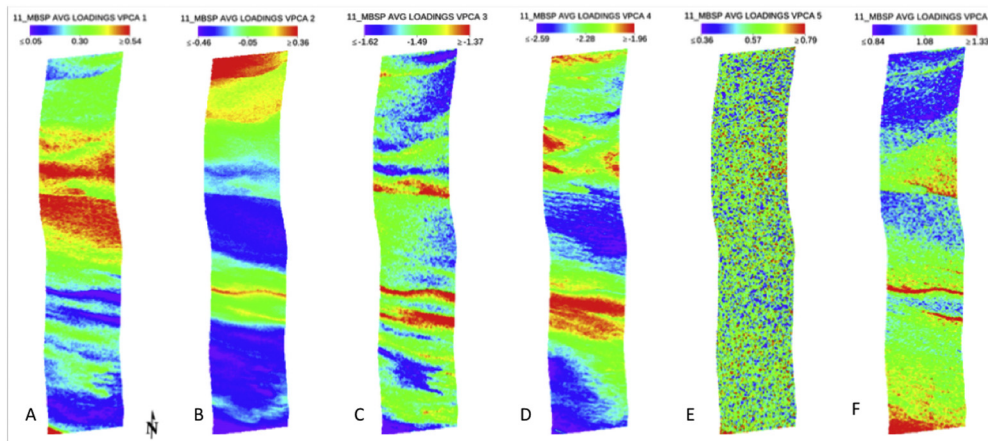 11_MBSP AVG LOADINGS VPCA 1
≤0.05 0.30 ≥0.54
11_MBSP AVG LOADINGS VPCA 2
≤-0.46 -0.05 ≥0.36
11_MBSP AVG LOADINGS VPCA 3
≤-1.62 -1.49 ≥-1.37
11_MBSP AVG LOADINGS VPCA 4
≤-2.59 -2.28 ≥-1.96
11_MBSP AVG LOADINGS VPCA 5
≤0.36 0.57 ≥0.79
11_MBSP AVG LOADINGS VPCA
≤0.84 1.08 ≥1.33
A
N
B
C
D
E
F